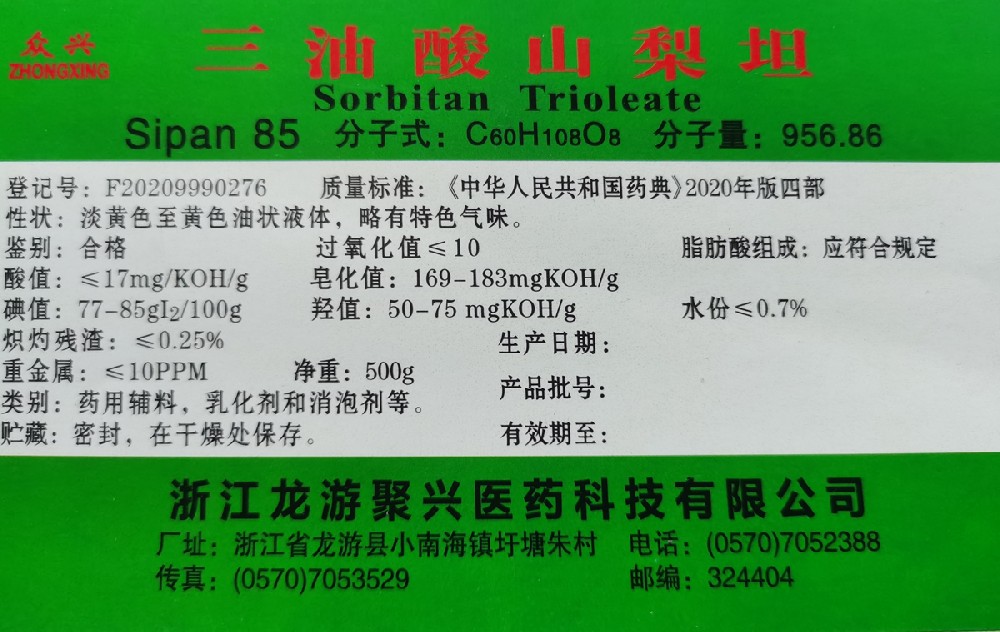 众兴
ZHONGXING
三油酸山梨坦
Sorbitan Trioleate
Sipan 85 分子式：C60H108O8 分子量：956.86
登记号：F20209990276 质量标准：《中华人民共和国药典》2020年版四部
性状：淡黄色至黄色油状液体，略有特色气味。
鉴别：合格 过氧化值≤10 脂肪酸组成：应符合规定
酸值：≤17mg/KOH/g 皂化值：169-183mgKOH/g
碘值：77-85gI2/100g 羟值：50-75 mgKOH/g 水份≤0.7%
炽灼残渣：≤0.25% 生产日期：
重金属：≤10PPM 净重：500g
产品批号：
类别：药用辅料，乳化剂和消泡剂等。
贮藏：密封，在干燥处保存。 有效期至：
浙江龙游聚兴医药科技有限公司
厂址：浙江省龙游县小南海镇圩塘朱村 电话：(0570)7052388
传真：(0570)7053529 邮编：324404